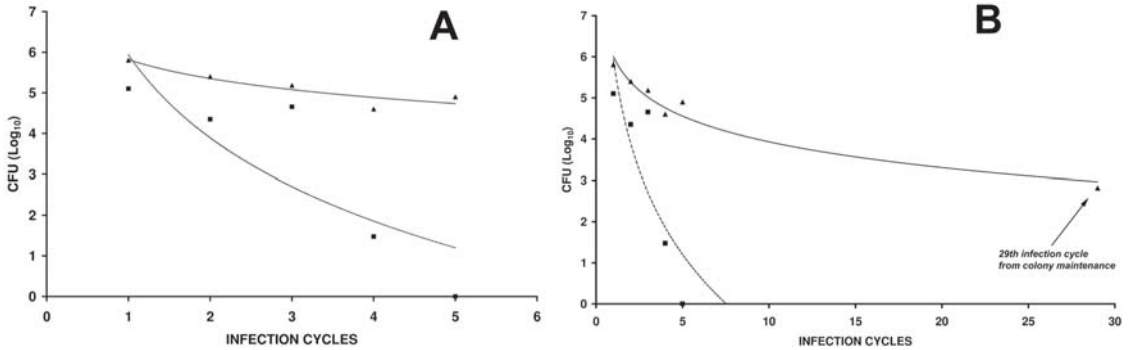 A
7
6
5
4
3
2
1
0
CFU (Log₁₀)
0 1 2 3 4 5 6
INFECTION CYCLES
B
7
6
5
4
3
2
1
0
CFU (Log₁₀)
29th infection cycle
from colony maintenance
0 5 10 15 20 25 30
INFECTION CYCLES